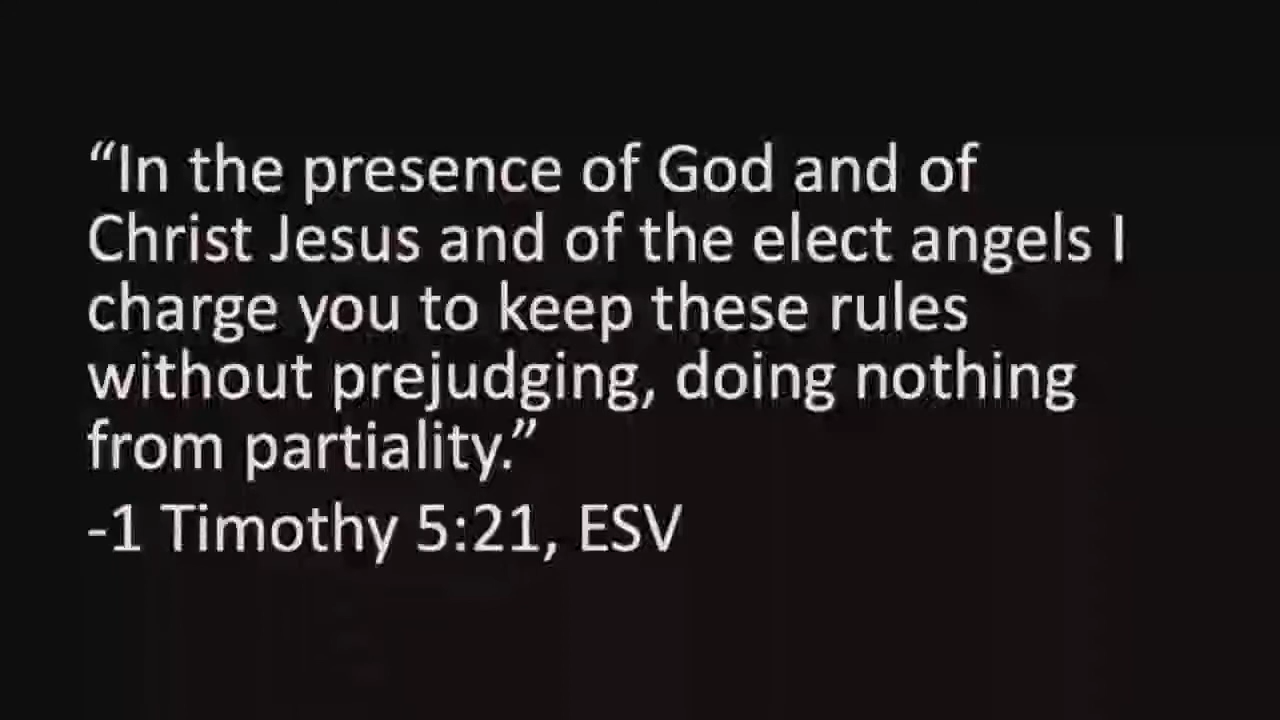 “In the presence of God and of
Christ Jesus and of the elect angels I
charge you to keep these rules
without prejudging, doing nothing
from partiality.”
-1 Timothy 5:21, ESV